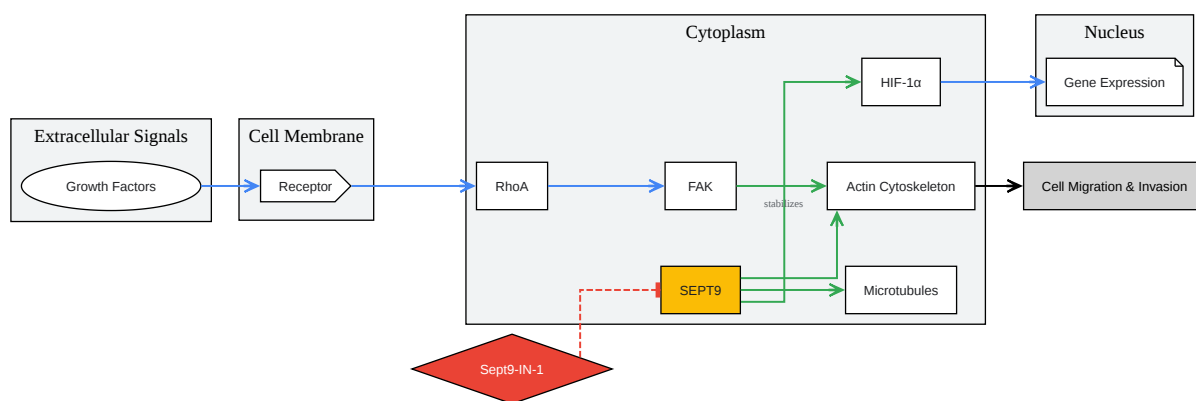 Cytoplasm
Nucleus
HIF-1α
Gene Expression
Extracellular Signals
Cell Membrane
Growth Factors
Receptor
RhoA
FAK
stabilizes
Actin Cytoskeleton
Cell Migration & Invasion
SEPT9
Microtubules
Sept9-IN-1